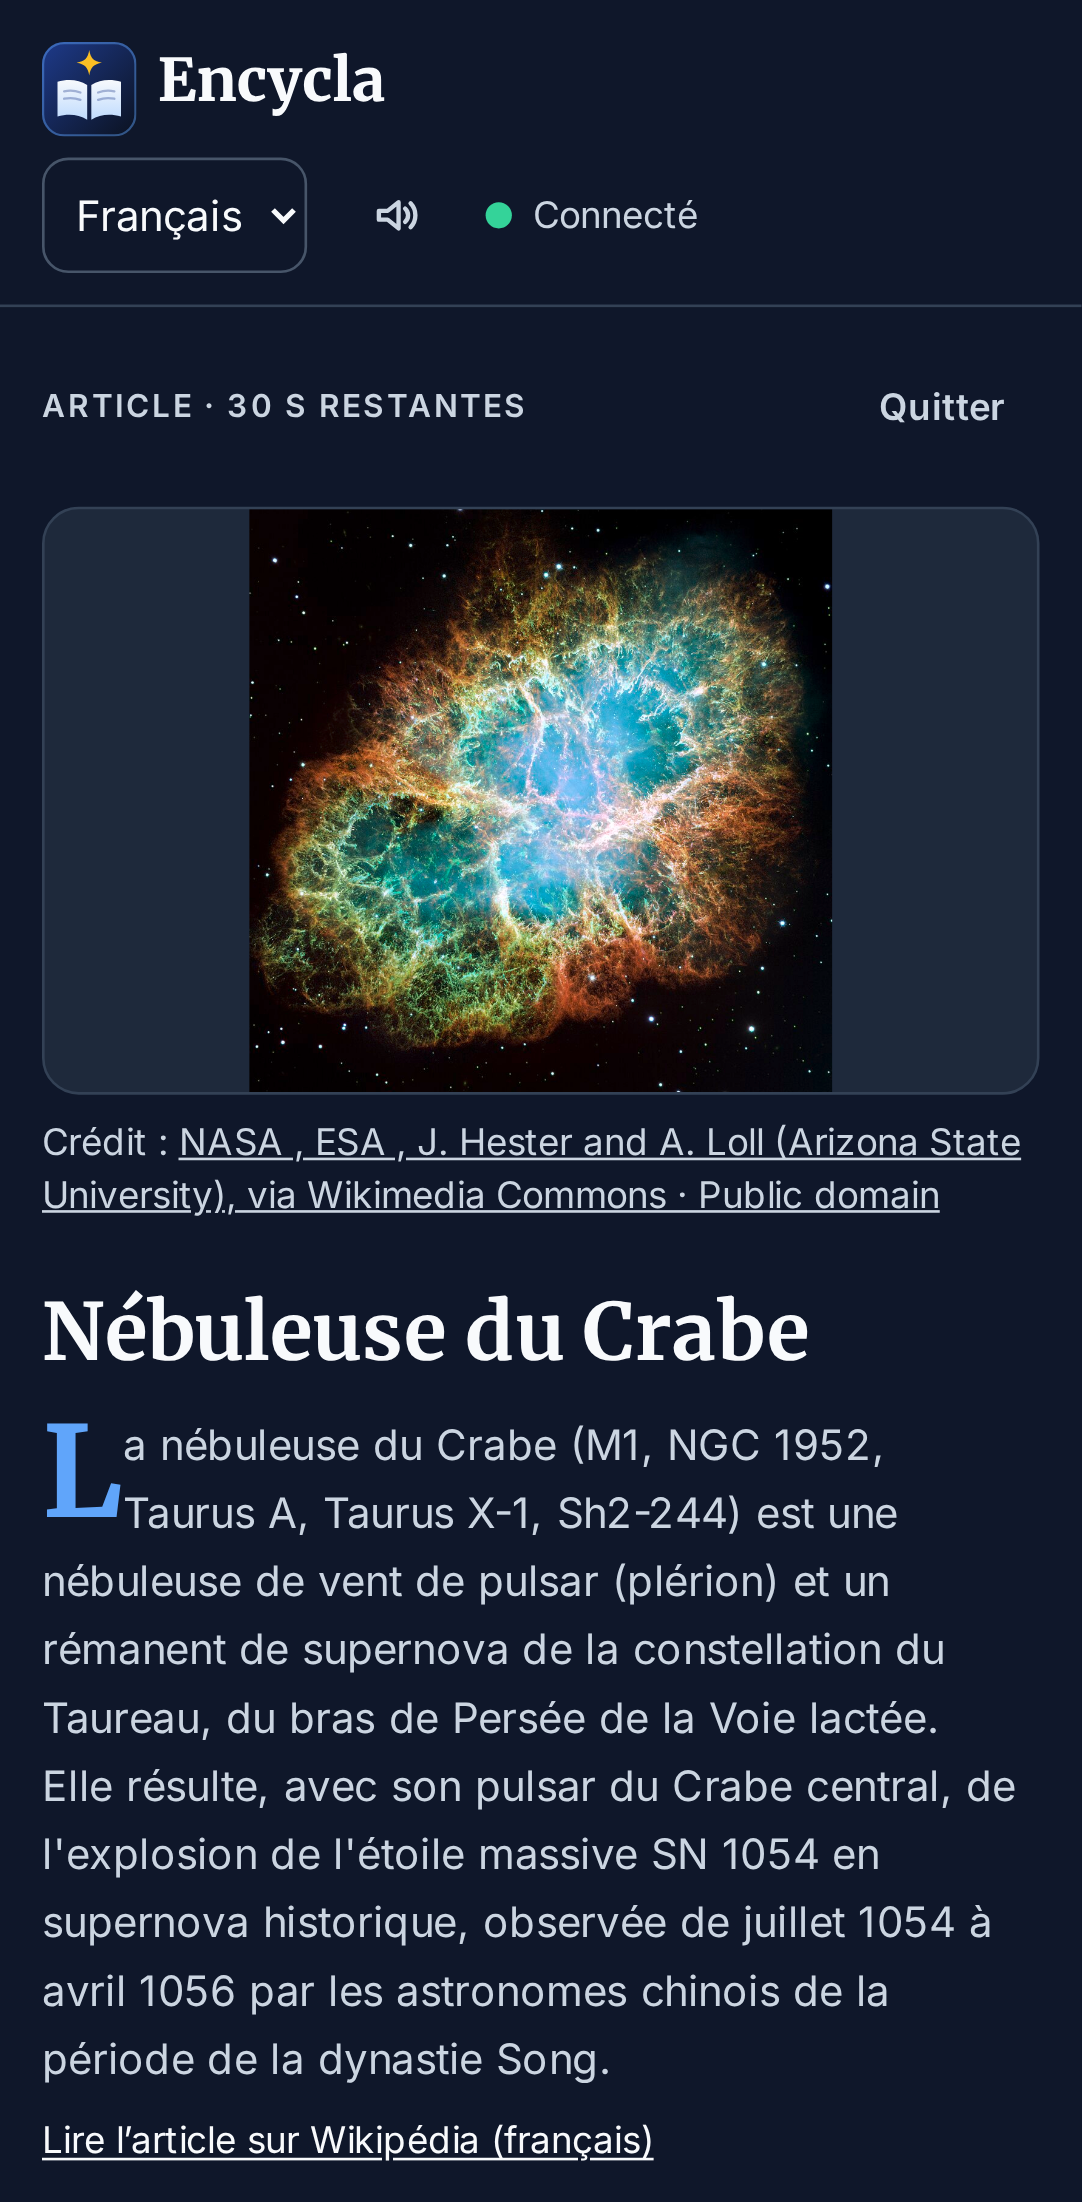 Encycla
Français
Connecté
ARTICLE · 30 S RESTANTES
Quitter
Crédit : NASA , ESA , J. Hester and A. Loll (Arizona State
University), via Wikimedia Commons · Public domain
Nébuleuse du Crabe
La nébuleuse du Crabe (M1, NGC 1952,
Taurus A, Taurus X-1, Sh2-244) est une
nébuleuse de vent de pulsar (plérion) et un
rémanent de supernova de la constellation du
Taureau, du bras de Persée de la Voie lactée.
Elle résulte, avec son pulsar du Crabe central, de
l'explosion de l'étoile massive SN 1054 en
supernova historique, observée de juillet 1054 à
avril 1056 par les astronomes chinois de la
période de la dynastie Song.
Lire l’article sur Wikipédia (français)